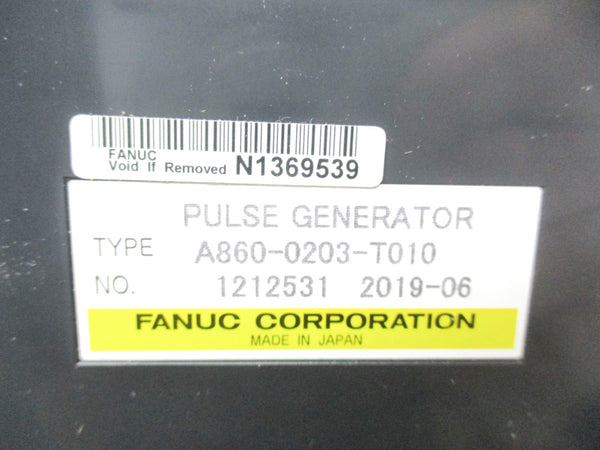 FANUC
Void If Removed N1369539
PULSE GENERATOR
TYPE A860-0203-T010
NO. 1212531 2019-06
FANUC CORPORATION
MADE IN JAPAN